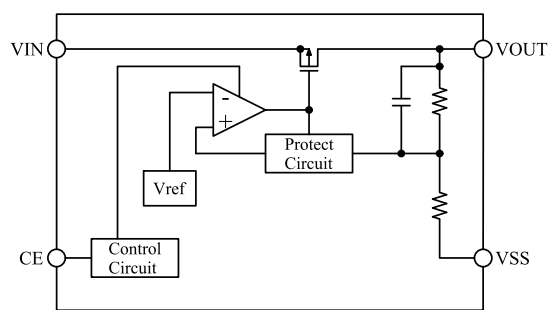 VIN
VOUT
-
+
Protect
Circuit
Vref
CE
Control
Circuit
VSS